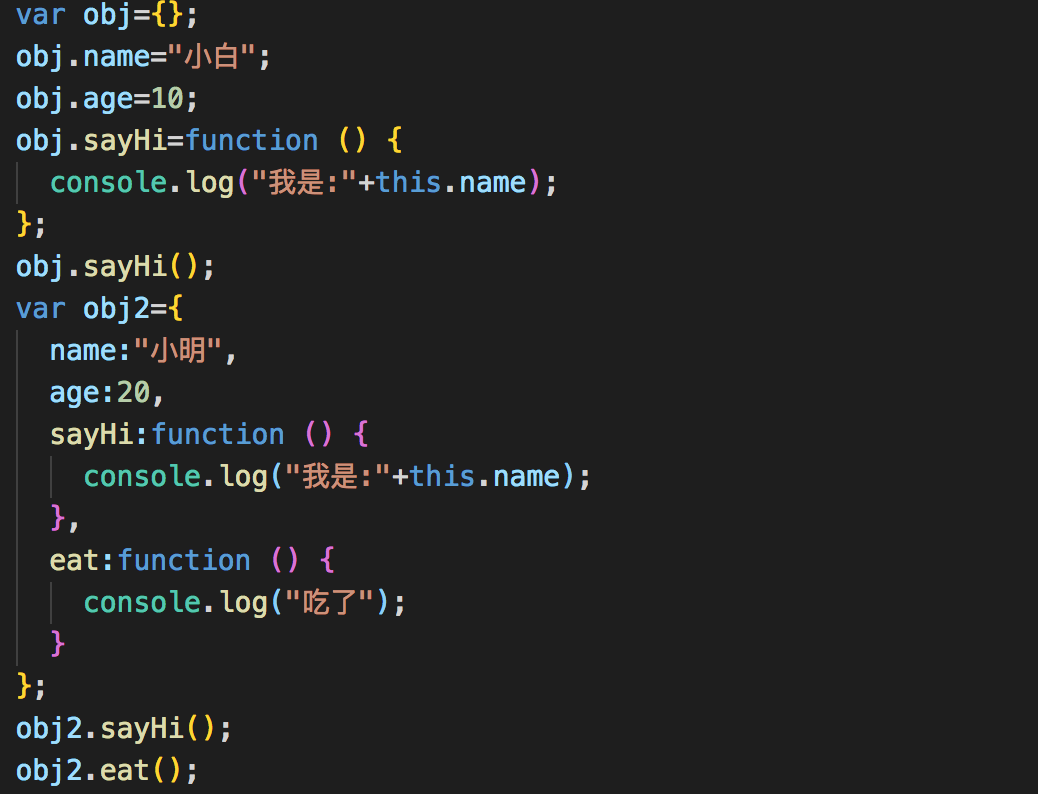 var obj={};
obj.name="小白";
obj.age=10;
obj.sayHi=function () {
  console.log("我是:"+this.name);
};
obj.sayHi();
var obj2={
  name:"小明",
  age:20,
  sayHi:function () {
    console.log("我是:"+this.name);
  },
  eat:function () {
    console.log("吃了");
  }
};
obj2.sayHi();
obj2.eat();